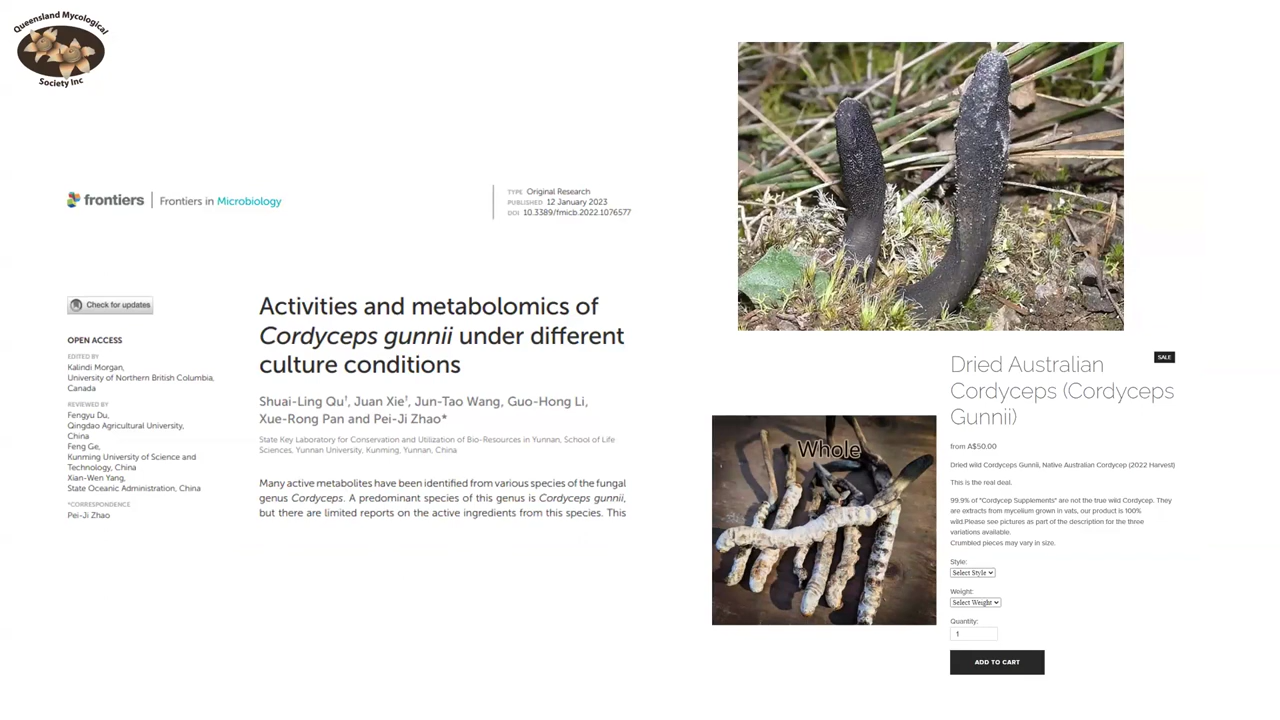 Queensland Mycological
Society Inc
frontiers
Frontiers in Microbiology
TYPE Original Research
PUBLISHED 12 January 2023
DOI 10.3389/fmicb.2022.1076577
Check for updates
OPEN ACCESS
EDITED BY
Kalindi Morgan,
University of Northern British Columbia,
Canada
REVIEWED BY
Fengyu Du,
Qingdao Agricultural University,
China
Feng Ge,
Kunming University of Science and
Technology, China
Xian-Wen Yang,
State Oceanic Administration, China
*CORRESPONDENCE
Pei-Ji Zhao
Activities and metabolomics of
Cordyceps gunnii under different
culture conditions
Shuai-Ling Qu†, Juan Xie†, Jun-Tao Wang, Guo-Hong Li,
Xue-Rong Pan and Pei-Ji Zhao*
State Key Laboratory for Conservation and Utilization of Bio-Resources in Yunnan, School of Life
Sciences, Yunnan University, Kunming, Yunnan, China
Many active metabolites have been identified from various species of the fungal
genus Cordyceps. A predominant species of this genus is Cordyceps gunnii,
but there are limited reports on the active ingredients from this species. This
Whole
SALE
Dried Australian
Cordyceps (Cordyceps
Gunnii)
from A$50.00
Dried wild Cordyceps Gunnii, Native Australian Cordycep (2022 Harvest)
This is the real deal.
99.9% of "Cordycep Supplements" are not the true wild Cordycep. They
are extracts from mycelium grown in vats, our product is 100%
wild.Please see pictures as part of the description for the three
variations available.
Crumbled pieces may vary in size.
Style:
Select Style
Weight:
Select Weight
Quantity:
1
ADD TO CART